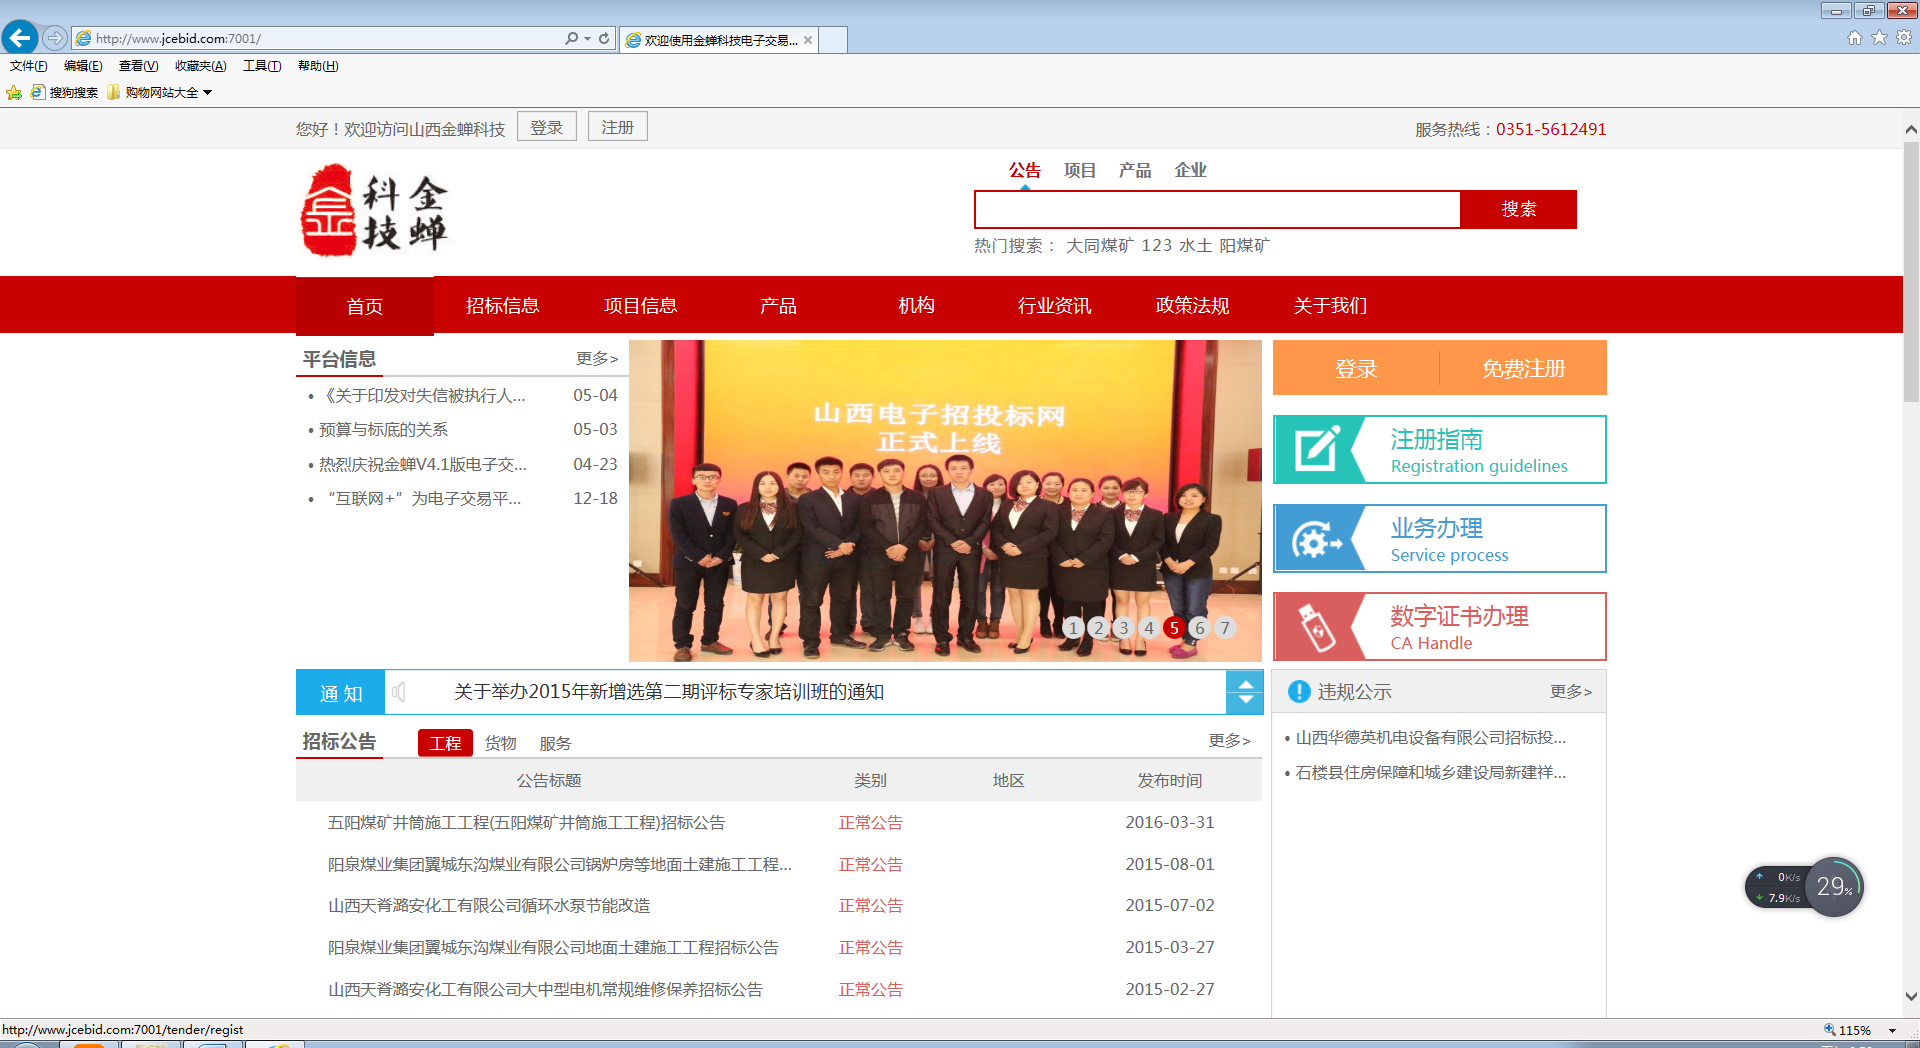 http://www.jcebid.com:7001/
欢迎使用金蝉科技电子交易...
文件(F) 编辑(E) 查看(V) 收藏夹(A) 工具(T) 帮助(H)
搜狗搜索 购物网站大全
您好！欢迎访问山西金蝉科技 登录 注册 服务热线：0351-5612491
科技 金蝉
公告 项目 产品 企业
搜索
热门搜索： 大同煤矿 123 水土 阳煤矿
首页 招标信息 项目信息 产品 机构 行业资讯 政策法规 关于我们
平台信息 更多>
• 《关于印发对失信被执行人... 05-04
• 预算与标底的关系 05-03
• 热烈庆祝金蝉V4.1版电子交... 04-23
• “互联网+”为电子交易平... 12-18
山西电子招投标网
正式上线
1 2 3 4 5 6 7
登录 免费注册
注册指南
Registration guidelines
业务办理
Service process
数字证书办理
CA Handle
通 知 关于举办2015年新增选第二期评标专家培训班的通知
违规公示 更多>
• 山西华德英机电设备有限公司招标投...
• 石楼县住房保障和城乡建设局新建祥...
招标公告 工程 货物 服务 更多>
公告标题 类别 地区 发布时间
五阳煤矿井筒施工工程(五阳煤矿井筒施工工程)招标公告 正常公告 2016-03-31
阳泉煤业集团翼城东沟煤业有限公司锅炉房等地面土建施工工程... 正常公告 2015-08-01
山西天脊潞安化工有限公司循环水泵节能改造 正常公告 2015-07-02
阳泉煤业集团翼城东沟煤业有限公司地面土建施工工程招标公告 正常公告 2015-03-27
山西天脊潞安化工有限公司大中型电机常规维修保养招标公告 正常公告 2015-02-27
0K/s
7.9K/s
29%
http://www.jcebid.com:7001/tender/regist
115%